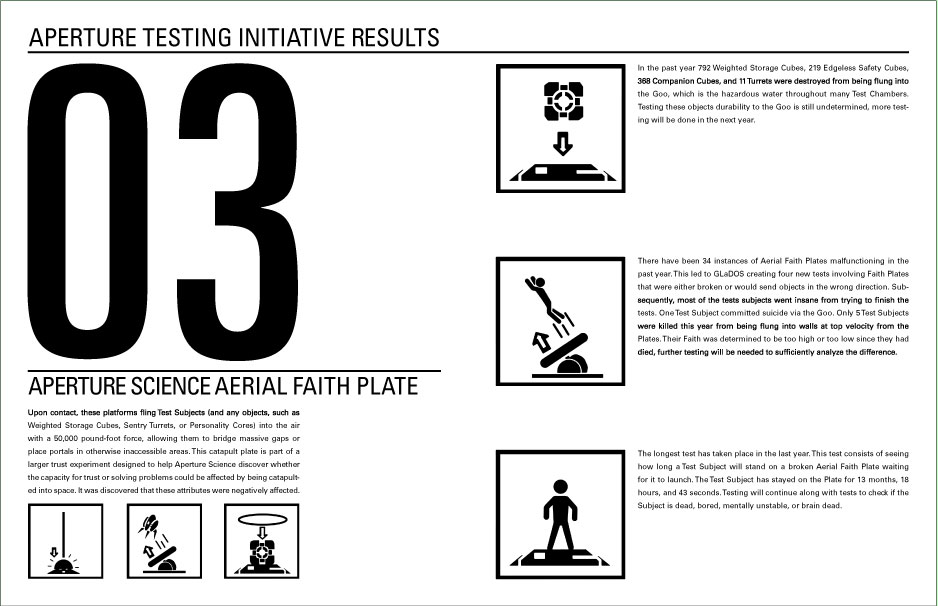 APERTURE TESTING INITIATIVE RESULTS
03
APERTURE SCIENCE AERIAL FAITH PLATE
Upon contact, these platforms fling Test Subjects (and any objects, such as
Weighted Storage Cubes, Sentry Turrets, or Personality Cores) into the air
with a 50,000 pound-foot force, allowing them to bridge massive gaps or
place portals in otherwise inaccessible areas. This catapult plate is part of a
larger trust experiment designed to help Aperture Science discover whether
the capacity for trust or solving problems could be affected by being catapult-
ed into space. It was discovered that these attributes were negatively affected.
In the past year 792 Weighted Storage Cubes, 219 Edgeless Safety Cubes,
368 Companion Cubes, and 11 Turrets were destroyed from being flung into
the Goo, which is the hazardous water throughout many Test Chambers.
Testing these objects durability to the Goo is still undetermined, more test-
ing will be done in the next year.
There have been 34 instances of Aerial Faith Plates malfunctioning in the
past year. This led to GLaDOS creating four new tests involving Faith Plates
that were either broken or would send objects in the wrong direction. Sub-
sequently, most of the tests subjects went insane from trying to finish the
tests. One Test Subject committed suicide via the Goo. Only 5 Test Subjects
were killed this year from being flung into walls at top velocity from the
Plates. Their Faith was determined to be too high or too low since they had
died, further testing will be needed to sufficiently analyze the difference.
The longest test has taken place in the last year. This test consists of seeing
how long a Test Subject will stand on a broken Aerial Faith Plate waiting
for it to launch. The Test Subject has stayed on the Plate for 13 months, 18
hours, and 43 seconds. Testing will continue along with tests to check if the
Subject is dead, bored, mentally unstable, or brain dead.